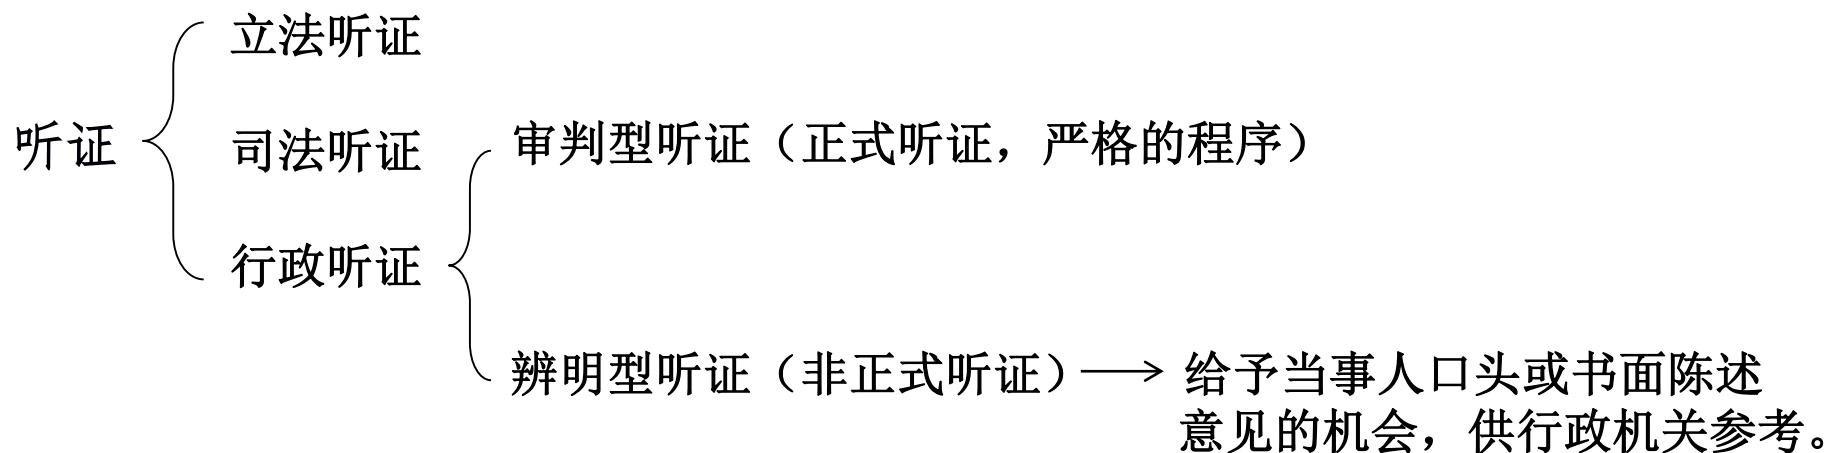 立法听证
听证
司法听证
审判型听证（正式听证，严格的程序）
行政听证
辨明型听证（非正式听证）
给予当事人口头或书面陈述
意见的机会，供行政机关参考。